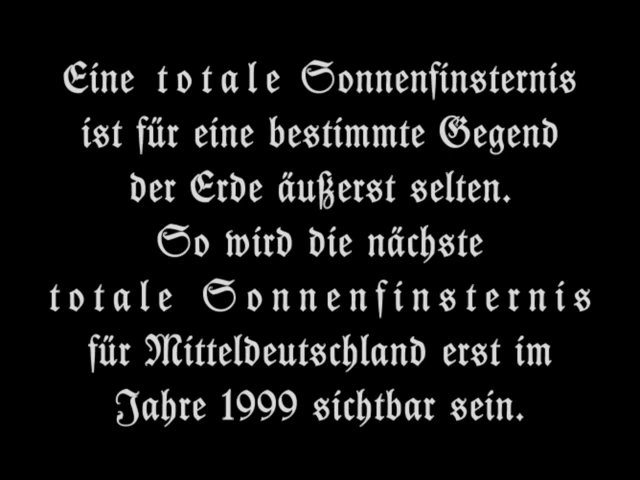 Eine totale Sonnenfinsternis
ist für eine bestimmte Gegend
der Erde äußerst selten.
So wird die nächste
totale Sonnenfinsternis
für Mitteldeutschland erst im
Jahre 1999 sichtbar sein.